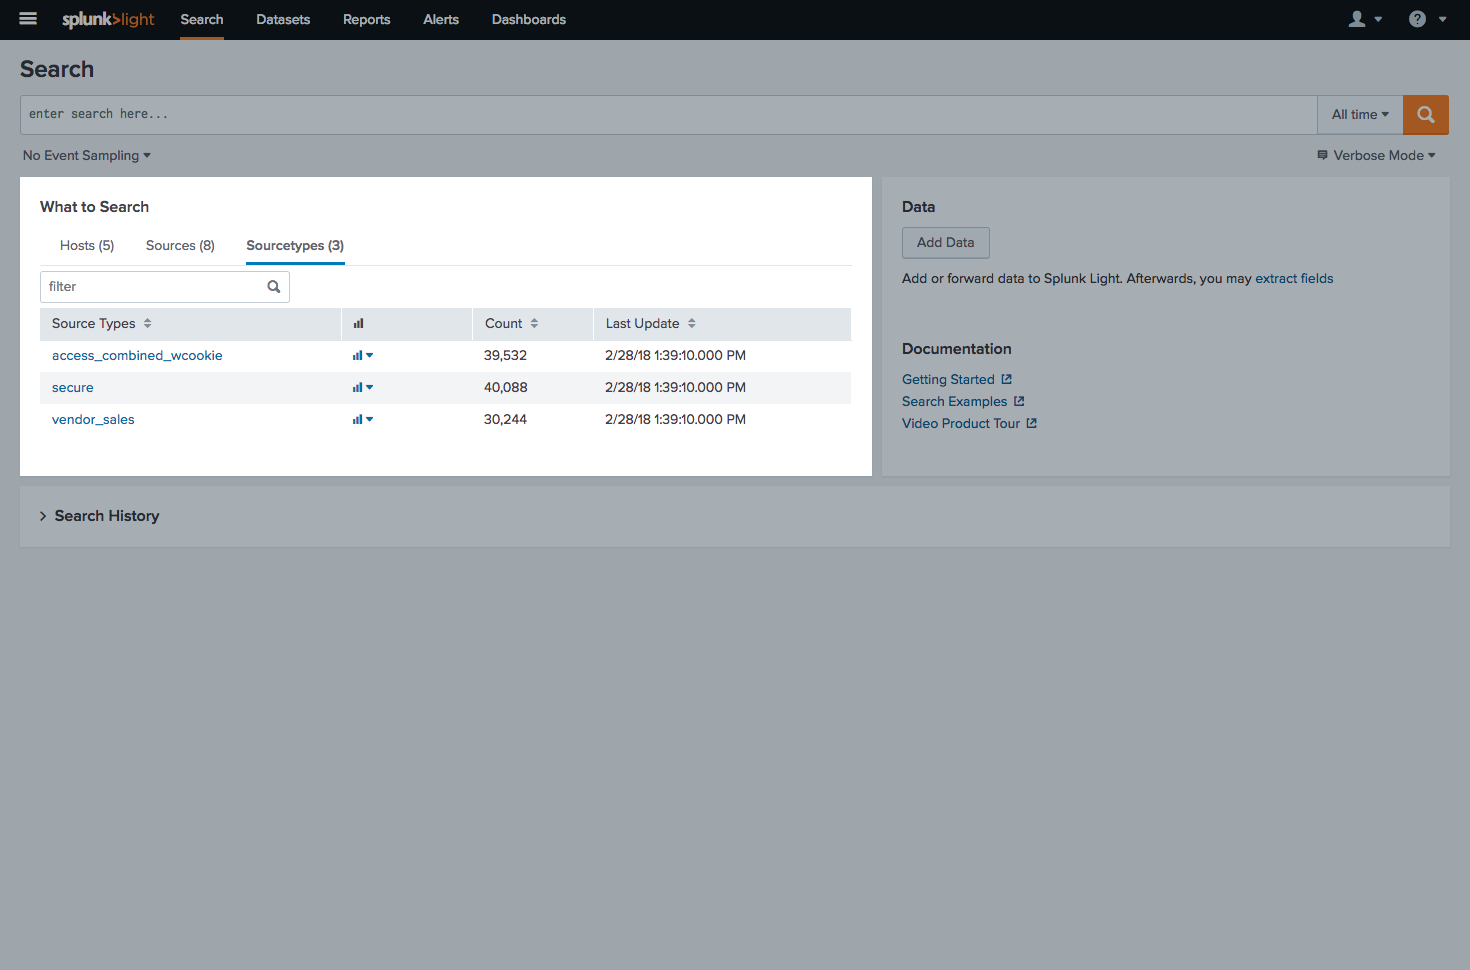 splunk>light Search Datasets Reports Alerts Dashboards ?
Search
enter search here...
All time
No Event Sampling
Verbose Mode
What to Search
Hosts (5) Sources (8) Sourcetypes (3)
filter
Source Types Count Last Update
access_combined_wcookie 39,532 2/28/18 1:39:10.000 PM
secure 40,088 2/28/18 1:39:10.000 PM
vendor_sales 30,244 2/28/18 1:39:10.000 PM
Data
Add Data
Add or forward data to Splunk Light. Afterwards, you may extract fields
Documentation
Getting Started
Search Examples
Video Product Tour
Search History